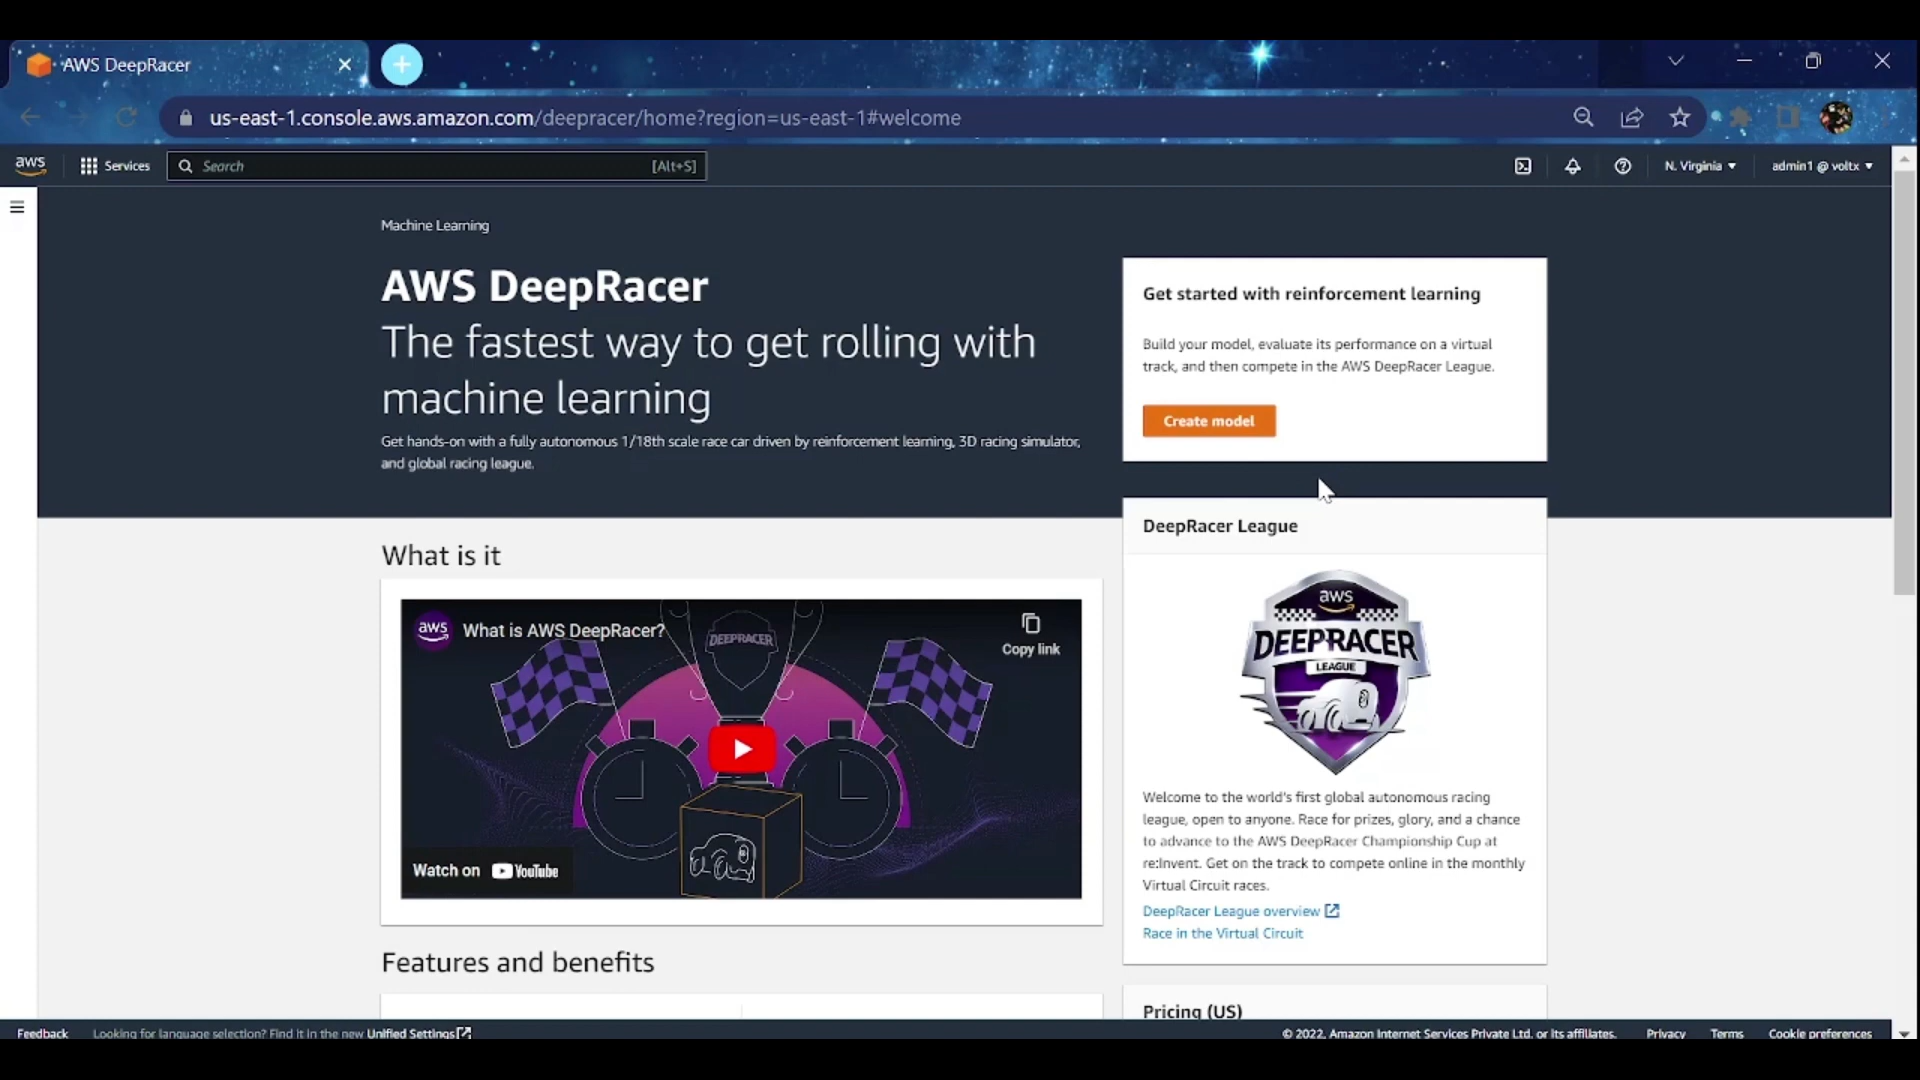 AWS DeepRacer
us-east-1.console.aws.amazon.com/deepracer/home?region=us-east-1#welcome
aws
Services
Search
[Alt+S]
N. Virginia
admin1 @ voltx
Machine Learning
AWS DeepRacer
The fastest way to get rolling with
machine learning
Get hands-on with a fully autonomous 1/18th scale race car driven by reinforcement learning, 3D racing simulator,
and global racing league.
Get started with reinforcement learning
Build your model, evaluate its performance on a virtual
track, and then compete in the AWS DeepRacer League.
Create model
What is it
aws
What is AWS DeepRacer?
DEEPRACER
Copy link
Watch on YouTube
DeepRacer League
aws
DEEPRACER
LEAGUE
Welcome to the world's first global autonomous racing
league, open to anyone. Race for prizes, glory, and a chance
to advance to the AWS DeepRacer Championship Cup at
re:Invent. Get on the track to compete online in the monthly
Virtual Circuit races.
DeepRacer League overview
Race in the Virtual Circuit
Features and benefits
Pricing (US)
Feedback
Looking for language selection? Find it in the new Unified Settings
© 2022, Amazon Internet Services Private Ltd. or its affiliates.
Privacy
Terms
Cookie preferences